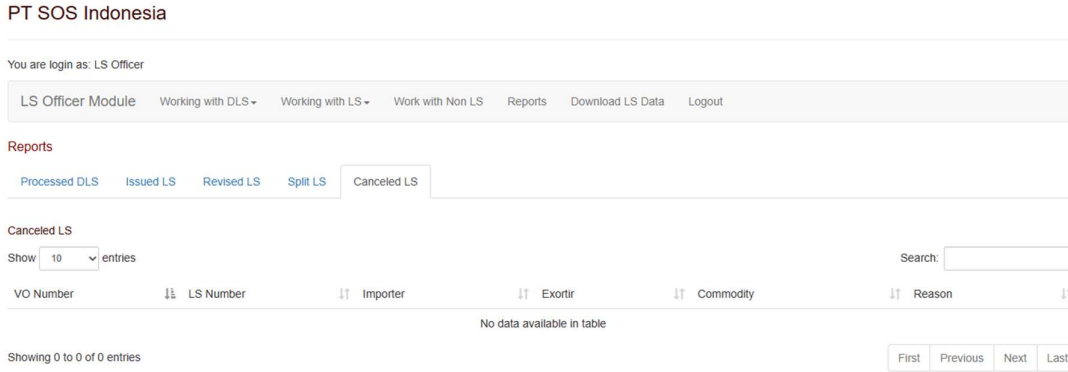 PT SOS Indonesia
You are login as: LS Officer
LS Officer Module Working with DLS Working with LS Work with Non LS Reports Download LS Data Logout
Reports
Processed DLS Issued LS Revised LS Split LS Canceled LS
Canceled LS
Show 10 entries Search:
VO Number LS Number Importer Exortir Commodity Reason
No data available in table
Showing 0 to 0 of 0 entries First Previous Next Last